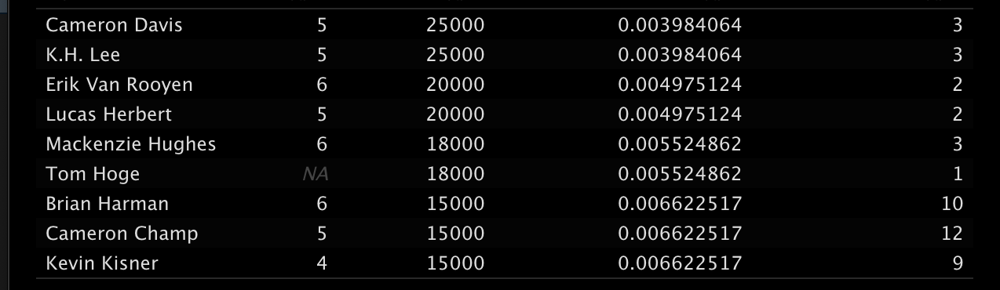 Cameron Davis 5 25000 0.003984064 3
K.H. Lee 5 25000 0.003984064 3
Erik Van Rooyen 6 20000 0.004975124 2
Lucas Herbert 5 20000 0.004975124 2
Mackenzie Hughes 6 18000 0.005524862 3
Tom Hoge NA 18000 0.005524862 1
Brian Harman 6 15000 0.006622517 10
Cameron Champ 5 15000 0.006622517 12
Kevin Kisner 4 15000 0.006622517 9